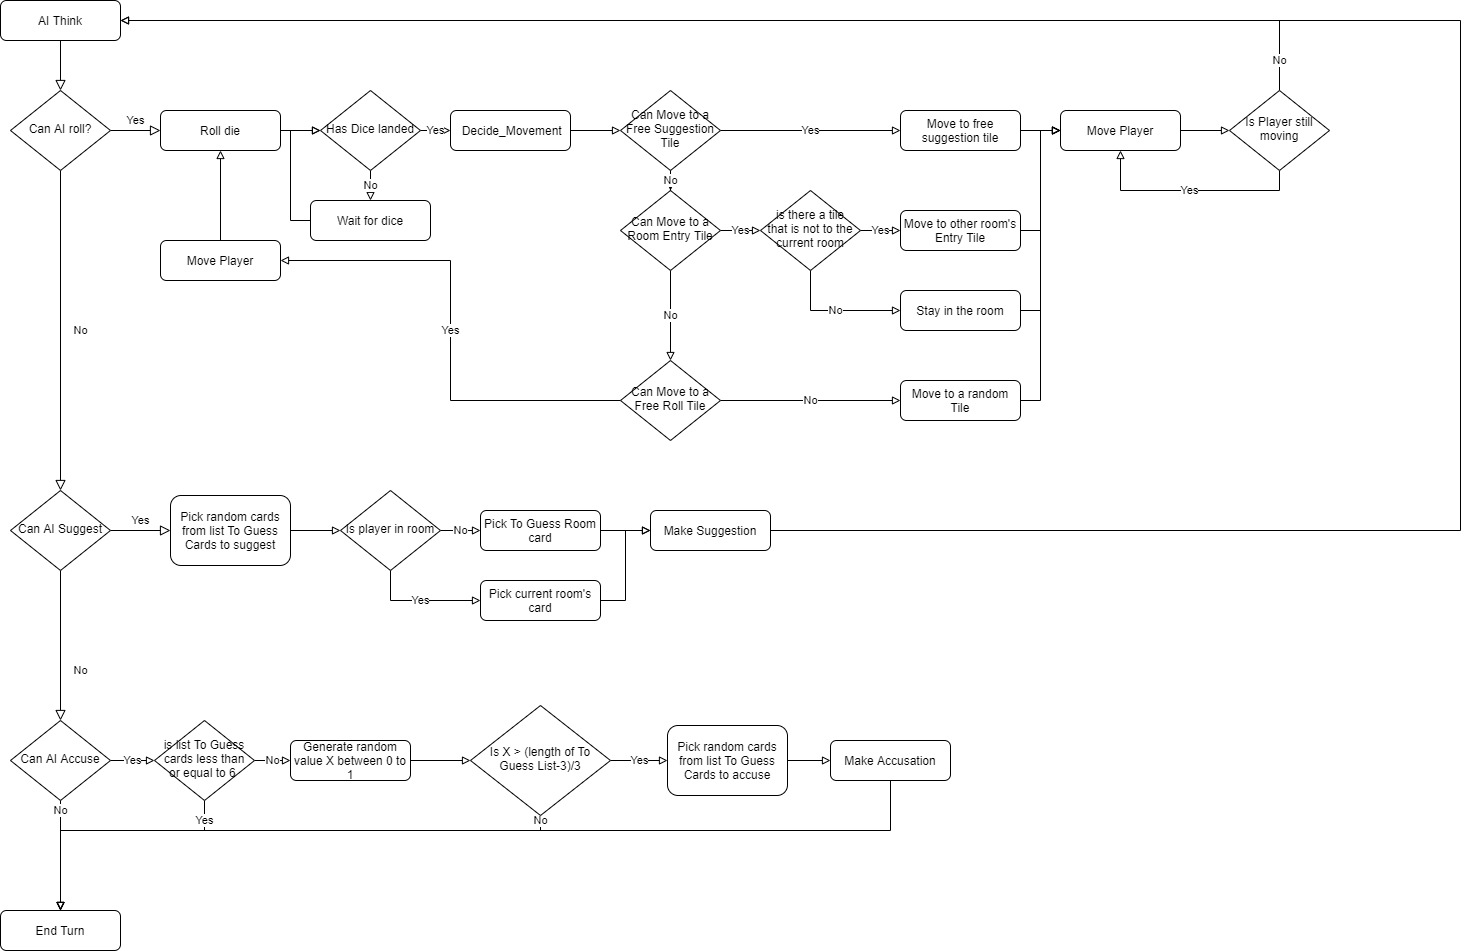 AI Think
No
Can AI roll?
Yes
Roll die
Has Dice landed
Yes
Decide_Movement
Can Move to a
Free Suggestion
Tile
Yes
Move to free
suggestion tile
Move Player
Is Player still
moving
No
No
Yes
Wait for dice
Can Move to a
Room Entry Tile
Yes
is there a tile
that is not to the
current room
Yes
Move to other room's
Entry Tile
Move Player
No
Stay in the room
No
Yes
No
Can Move to a
Free Roll Tile
No
Move to a random
Tile
Can AI Suggest
Yes
Pick random cards
from list To Guess
Cards to suggest
Is player in room
No
Pick To Guess Room
card
Make Suggestion
Yes
Pick current room's
card
No
Can AI Accuse
Yes
is list To Guess
cards less than
or equal to 6
No
Generate random
value X between 0 to
1
Is X > (length of To
Guess List-3)/3
Yes
Pick random cards
from list To Guess
Cards to accuse
Make Accusation
No
Yes
No
End Turn